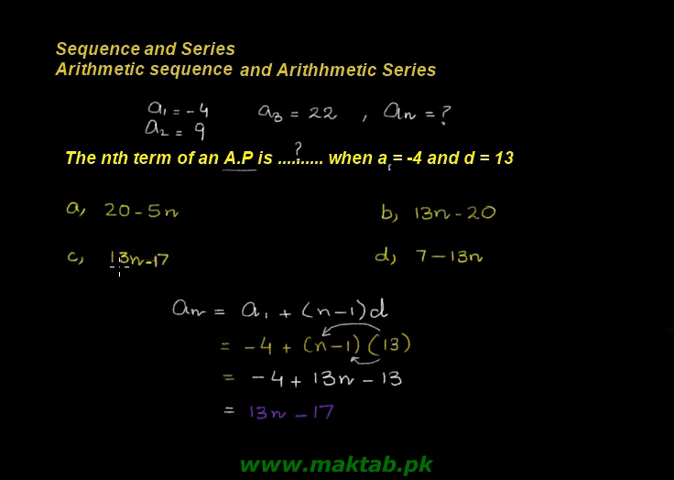 Sequence and Series
Arithmetic sequence and Arithhmetic Series
a1 = -4 a3 = 22 , an = ?
a2 = 9
?
The nth term of an A.P is ........... when a1 = -4 and d = 13
a, 20 - 5n b, 13n - 20
c, 13n - 17 d, 7 - 13n
an = a1 + (n - 1)d
= -4 + (n - 1) (13)
= -4 + 13n - 13
= 13n - 17
www.maktab.pk